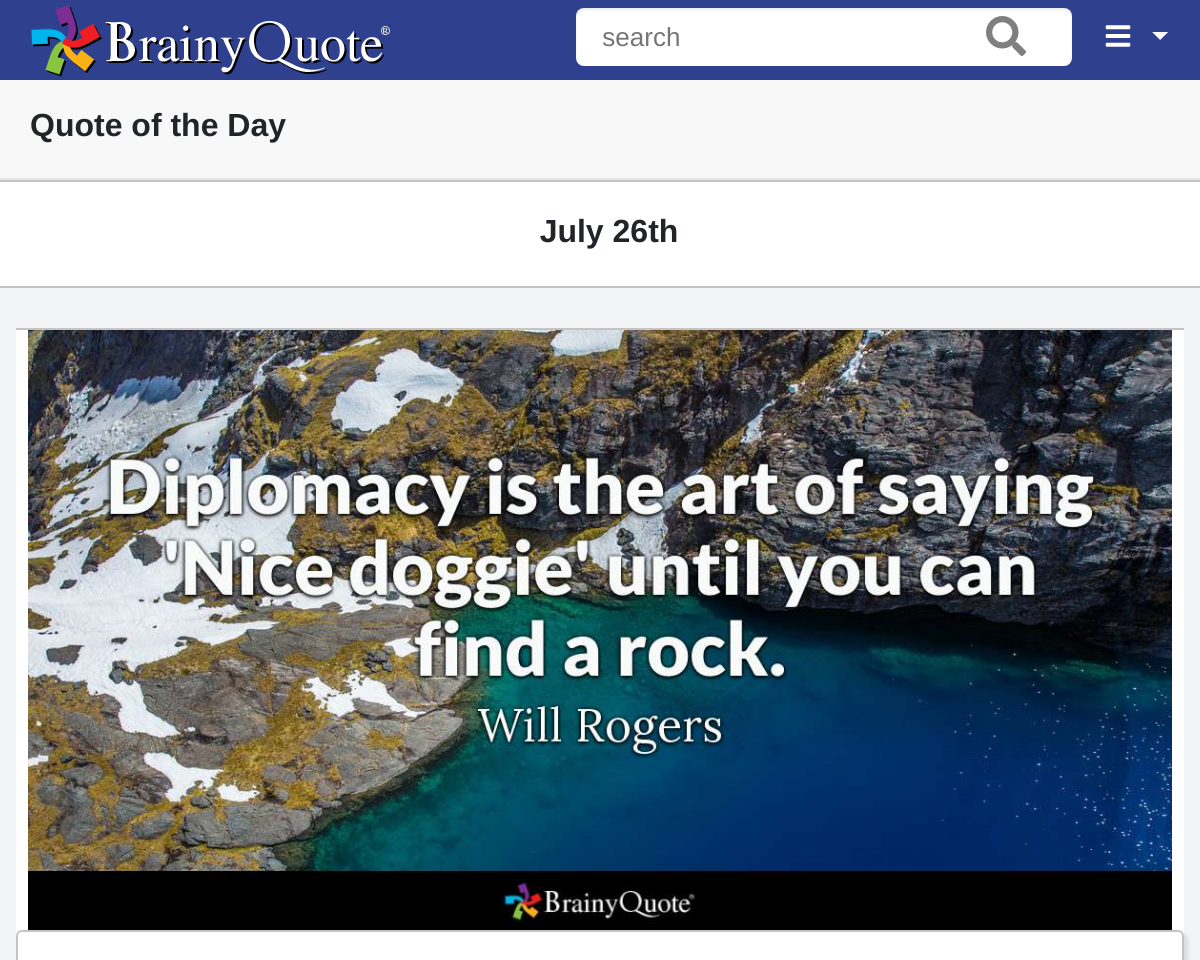 BrainyQuote®
search
Quote of the Day
July 26th
Diplomacy is the art of saying
'Nice doggie' until you can
find a rock.
Will Rogers
BrainyQuote®